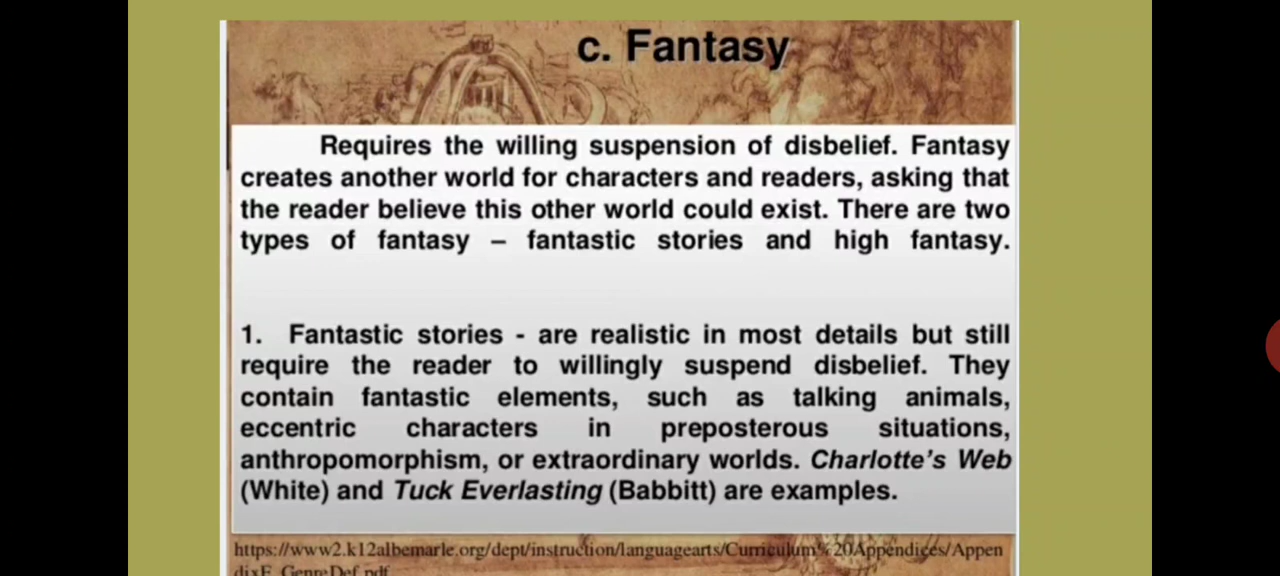 c. Fantasy
Requires the willing suspension of disbelief. Fantasy
creates another world for characters and readers, asking that
the reader believe this other world could exist. There are two
types of fantasy – fantastic stories and high fantasy.
1. Fantastic stories - are realistic in most details but still
require the reader to willingly suspend disbelief. They
contain fantastic elements, such as talking animals,
eccentric characters in preposterous situations,
anthropomorphism, or extraordinary worlds. Charlotte's Web
(White) and Tuck Everlasting (Babbitt) are examples.
https://www2.k12albemarle.org/dept/instruction/languagearts/Curriculum%20Appendices/Appen
dixE_GenreDef.pdf